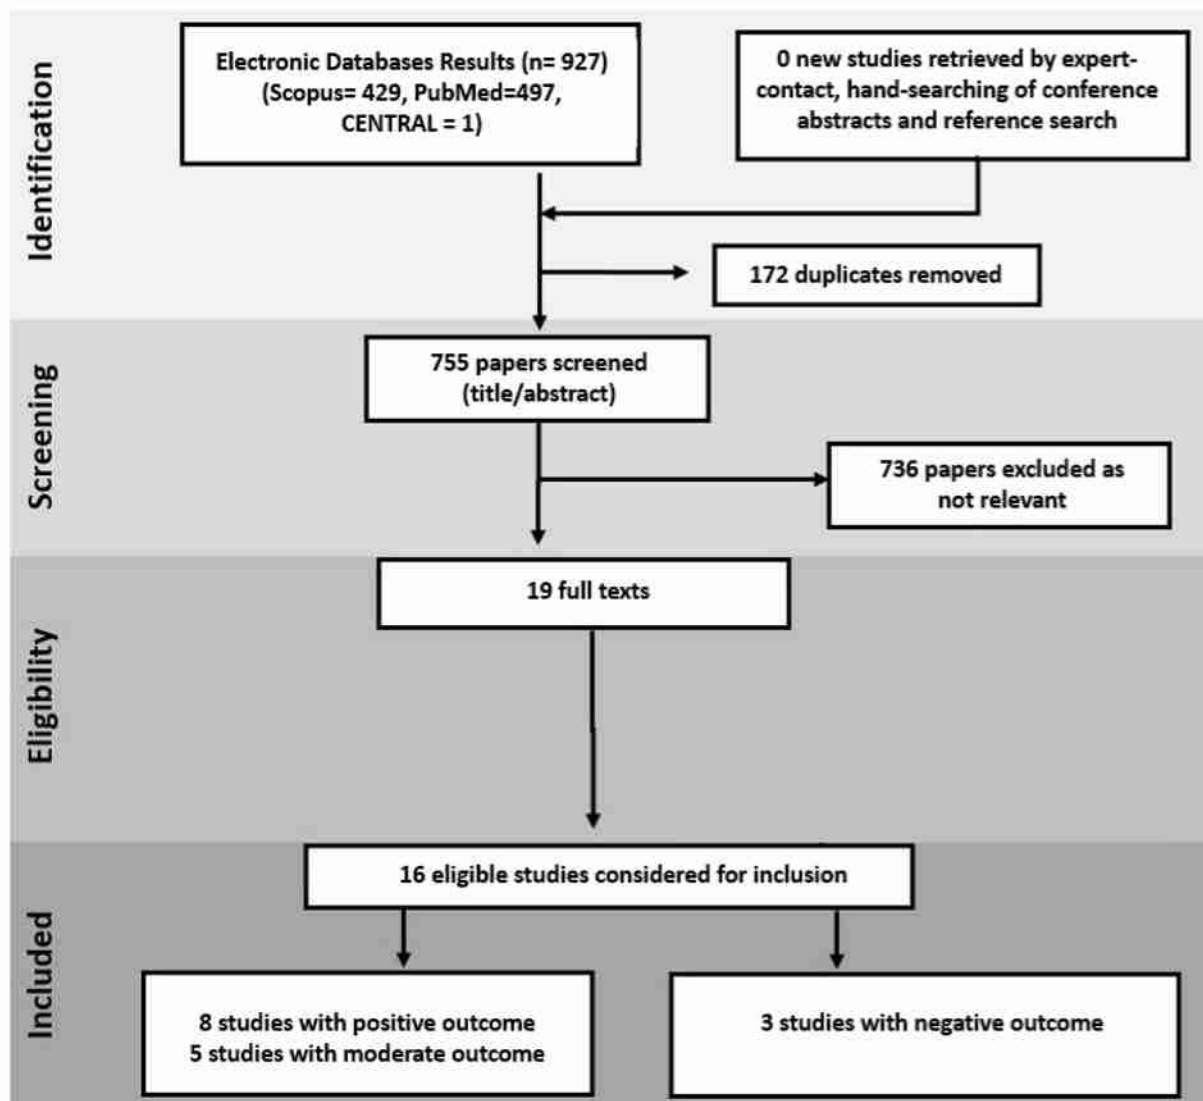 Identification
Electronic Databases Results (n= 927)
(Scopus= 429, PubMed=497,
CENTRAL = 1)
0 new studies retrieved by expert-
contact, hand-searching of conference
abstracts and reference search
172 duplicates removed
Screening
755 papers screened
(title/abstract)
736 papers excluded as
not relevant
Eligibility
19 full texts
Included
16 eligible studies considered for inclusion
8 studies with positive outcome
5 studies with moderate outcome
3 studies with negative outcome